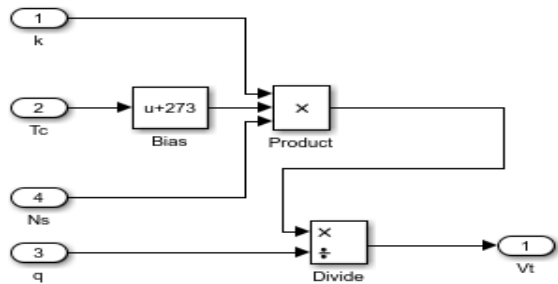 1
k
2
Tc
u+273
Bias
×
Product
4
Ns
3
q
×
÷
Divide
1
Vt